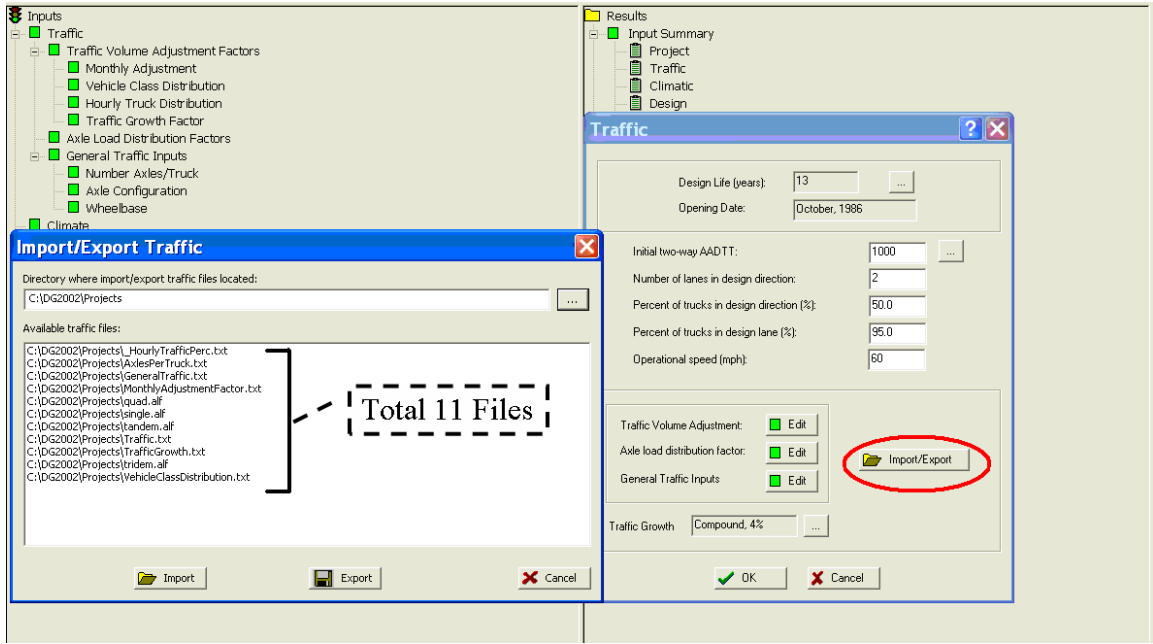 Inputs
Traffic
Traffic Volume Adjustment Factors
Monthly Adjustment
Vehicle Class Distribution
Hourly Truck Distribution
Traffic Growth Factor
Axle Load Distribution Factors
General Traffic Inputs
Number Axles/Truck
Axle Configuration
Wheelbase
Climate
Results
Input Summary
Project
Traffic
Climatic
Design
Import/Export Traffic
Directory where import/export traffic files located:
C:\DG2002\Projects
...
Available traffic files:
C:\DG2002\Projects\_HourlyTrafficPerc.txt
C:\DG2002\Projects\AxlesPerTruck.txt
C:\DG2002\Projects\GeneralTraffic.txt
C:\DG2002\Projects\MonthlyAdjustmentFactor.txt
C:\DG2002\Projects\quad.alf
C:\DG2002\Projects\single.alf
C:\DG2002\Projects\tandem.alf
C:\DG2002\Projects\Traffic.txt
C:\DG2002\Projects\TrafficGrowth.txt
C:\DG2002\Projects\tridem.alf
C:\DG2002\Projects\VehicleClassDistribution.txt
Total 11 Files
Import Export Cancel
Traffic ?
Design Life (years): 13 ...
Opening Date: October, 1986
Initial two-way AADTT: 1000 ...
Number of lanes in design direction: 2
Percent of trucks in design direction (%): 50.0
Percent of trucks in design lane (%): 95.0
Operational speed (mph): 60
Traffic Volume Adjustment: Edit
Axle load distribution factor: Edit
General Traffic Inputs Edit
Import/Export
Traffic Growth Compound, 4% ...
OK Cancel